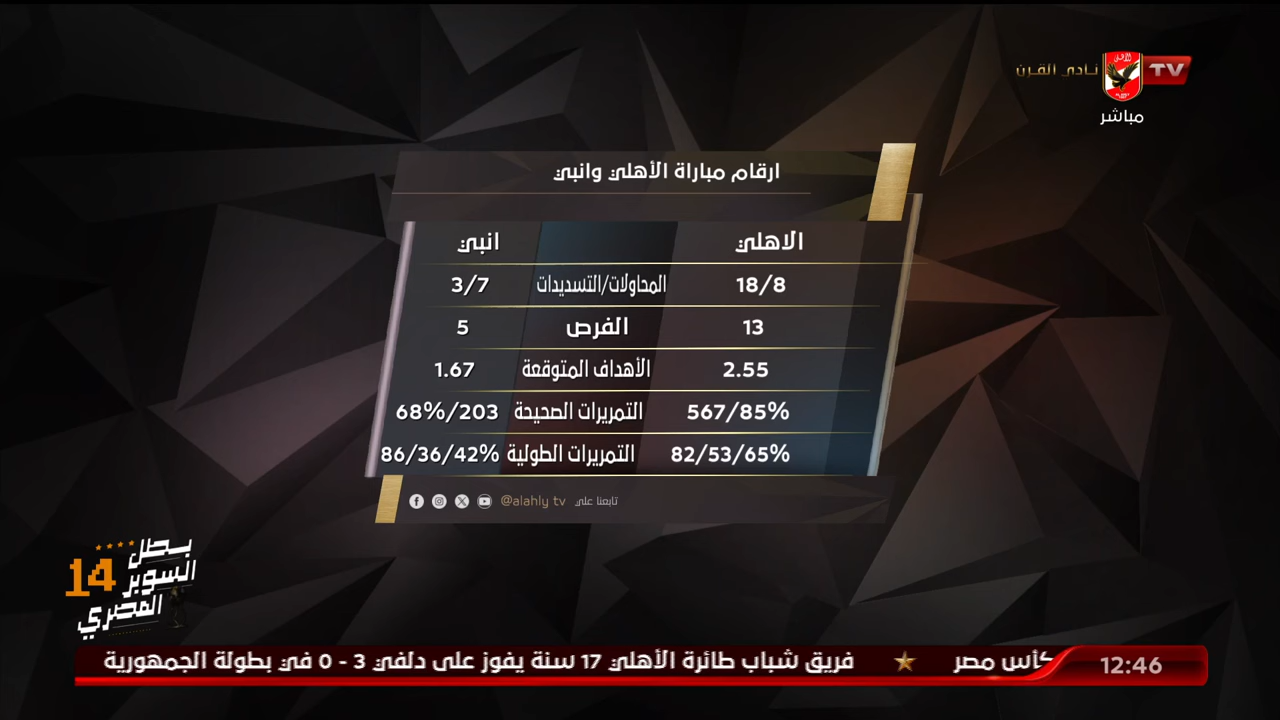 نادي القرن TV
مباشر
ارقام مباراة الأهلي وانبي
الاهلي انبي
18/8 المحاولات/التسديدات 3/7
13 الفرص 5
2.55 الأهداف المتوقعة 1.67
567/85% التمريرات الصحيحة 68%/203
82/53/65% التمريرات الطولية 86/36/42%
تابعنا علي @alahly tv
بطل
السوبر 14
المصري
كأس مصر ★ فريق شباب طائرة الأهلي 17 سنة يفوز على دلفي 3 - 0 في بطولة الجمهورية
12:46